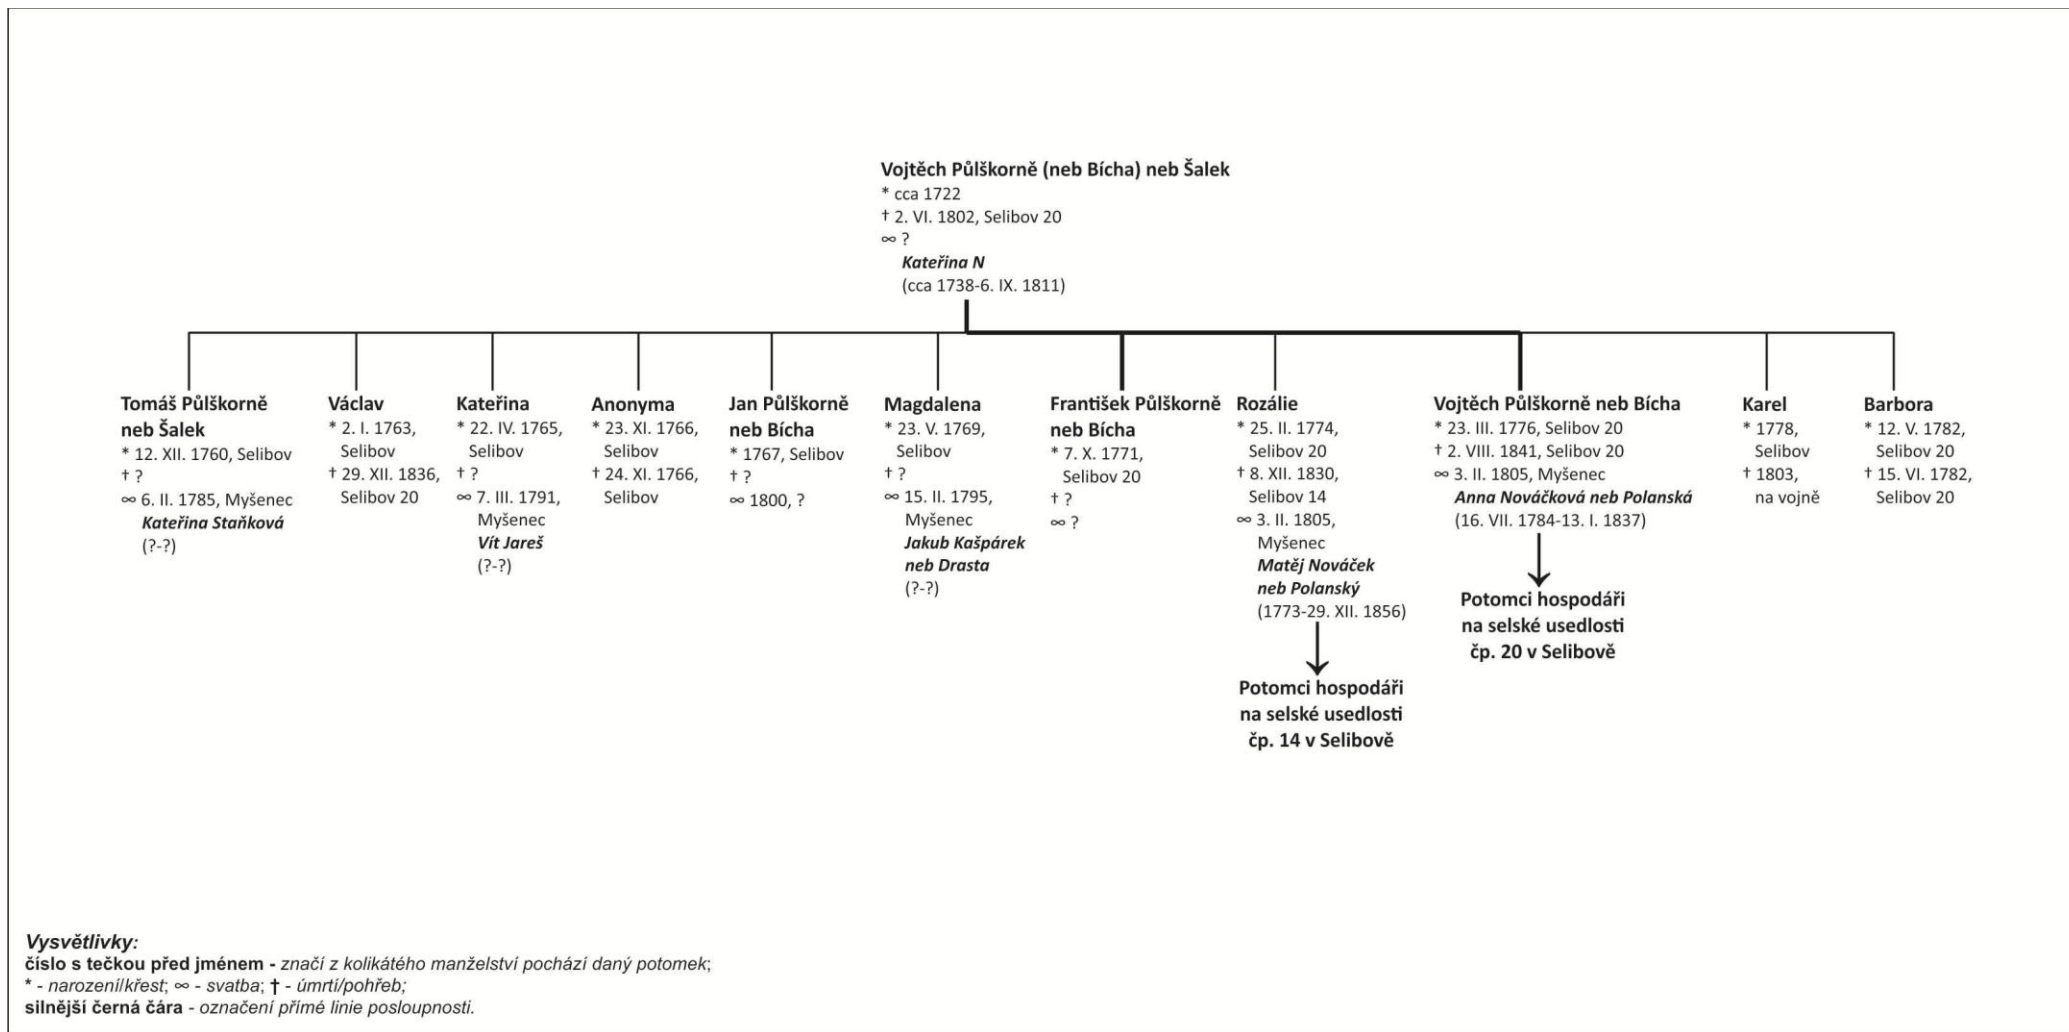 Vojtěch Půlškorně (neb Bícha) neb Šalek
* cca 1722
† 2. VI. 1802, Selibov 20
∞ ?
Kateřina N
(cca 1738-6. IX. 1811)
Tomáš Půlškorně
neb Šalek
* 12. XII. 1760, Selibov
† ?
∞ 6. II. 1785, Myšenec
Kateřina Staňková
(?-?)
Václav
* 2. I. 1763,
Selibov
† 29. XII. 1836,
Selibov 20
Kateřina
* 22. IV. 1765,
Selibov
† ?
∞ 7. III. 1791,
Myšenec
Vít Jareš
(?-?)
Anonyma
* 23. XI. 1766,
Selibov
† 24. XI. 1766,
Selibov
Jan Půlškorně
neb Bícha
* 1767, Selibov
† ?
∞ 1800, ?
Magdalena
* 23. V. 1769,
Selibov
† ?
∞ 15. II. 1795,
Myšenec
Jakub Kašpárek
neb Drasta
(?-?)
František Půlškorně
neb Bícha
* 7. X. 1771,
Selibov 20
† ?
∞ ?
Rozálie
* 25. II. 1774,
Selibov 20
† 8. XII. 1830,
Selibov 14
∞ 3. II. 1805,
Myšenec
Matěj Nováček
neb Polanský
(1773-29. XII. 1856)
Potomci hospodáři
na selské usedlosti
čp. 14 v Selibově
Vojtěch Půlškorně neb Bícha
* 23. III. 1776, Selibov 20
† 2. VIII. 1841, Selibov 20
∞ 3. II. 1805, Myšenec
Anna Nováčková neb Polanská
(16. VII. 1784-13. I. 1837)
Potomci hospodáři
na selské usedlosti
čp. 20 v Selibově
Karel
* 1778,
Selibov
† 1803,
na vojně
Barbora
* 12. V. 1782,
Selibov 20
† 15. VI. 1782,
Selibov 20
Vysvětlivky:
číslo s tečkou před jménem - značí z kolikátého manželství pochází daný potomek;
* - narození/křest; ∞ - svatba; † - úmrtí/pohřeb;
silnější černá čára - označení přímé linie posloupnosti.